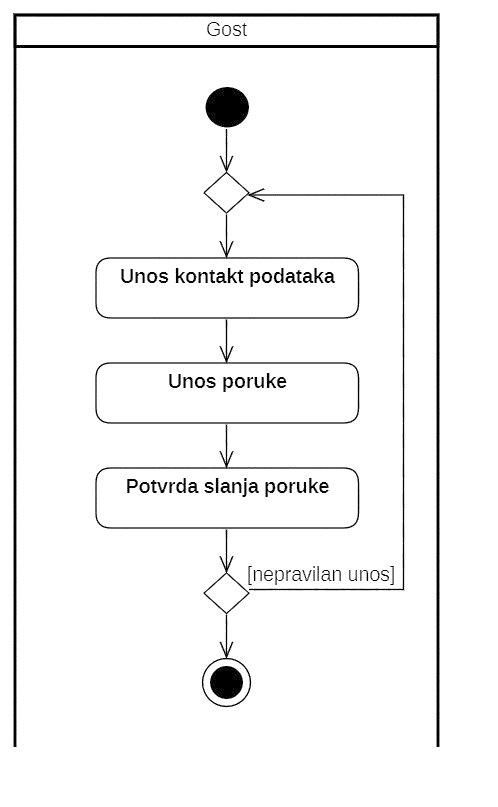 Gost
Unos kontakt podataka
Unos poruke
Potvrda slanja poruke
[nepravilan unos]